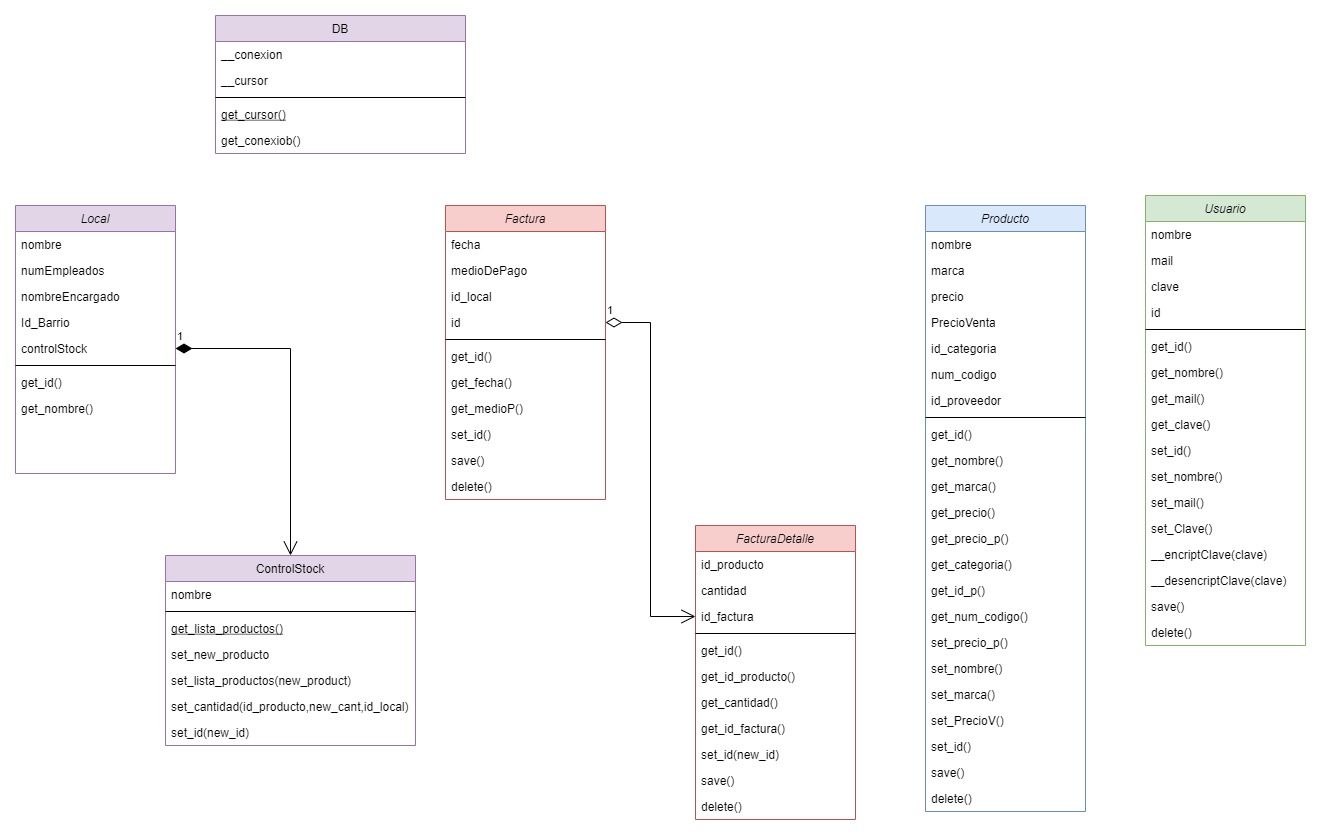 DB
__conexion
__cursor
get_cursor()
get_conexiob()
Local
nombre
numEmpleados
nombreEncargado
Id_Barrio
controlStock
get_id()
get_nombre()
1
Factura
fecha
medioDePago
id_local
id
get_id()
get_fecha()
get_medioP()
set_id()
save()
delete()
1
Producto
nombre
marca
precio
PrecioVenta
id_categoria
num_codigo
id_proveedor
get_id()
get_nombre()
get_marca()
get_precio()
get_precio_p()
get_categoria()
get_id_p()
get_num_codigo()
set_precio_p()
set_nombre()
set_marca()
set_PrecioV()
set_id()
save()
delete()
Usuario
nombre
mail
clave
id
get_id()
get_nombre()
get_mail()
get_clave()
set_id()
set_nombre()
set_mail()
set_Clave()
__encriptClave(clave)
__desencriptClave(clave)
save()
delete()
ControlStock
nombre
get_lista_productos()
set_new_producto
set_lista_productos(new_product)
set_cantidad(id_producto,new_cant,id_local)
set_id(new_id)
FacturaDetalle
id_producto
cantidad
id_factura
get_id()
get_id_producto()
get_cantidad()
get_id_factura()
set_id(new_id)
save()
delete()